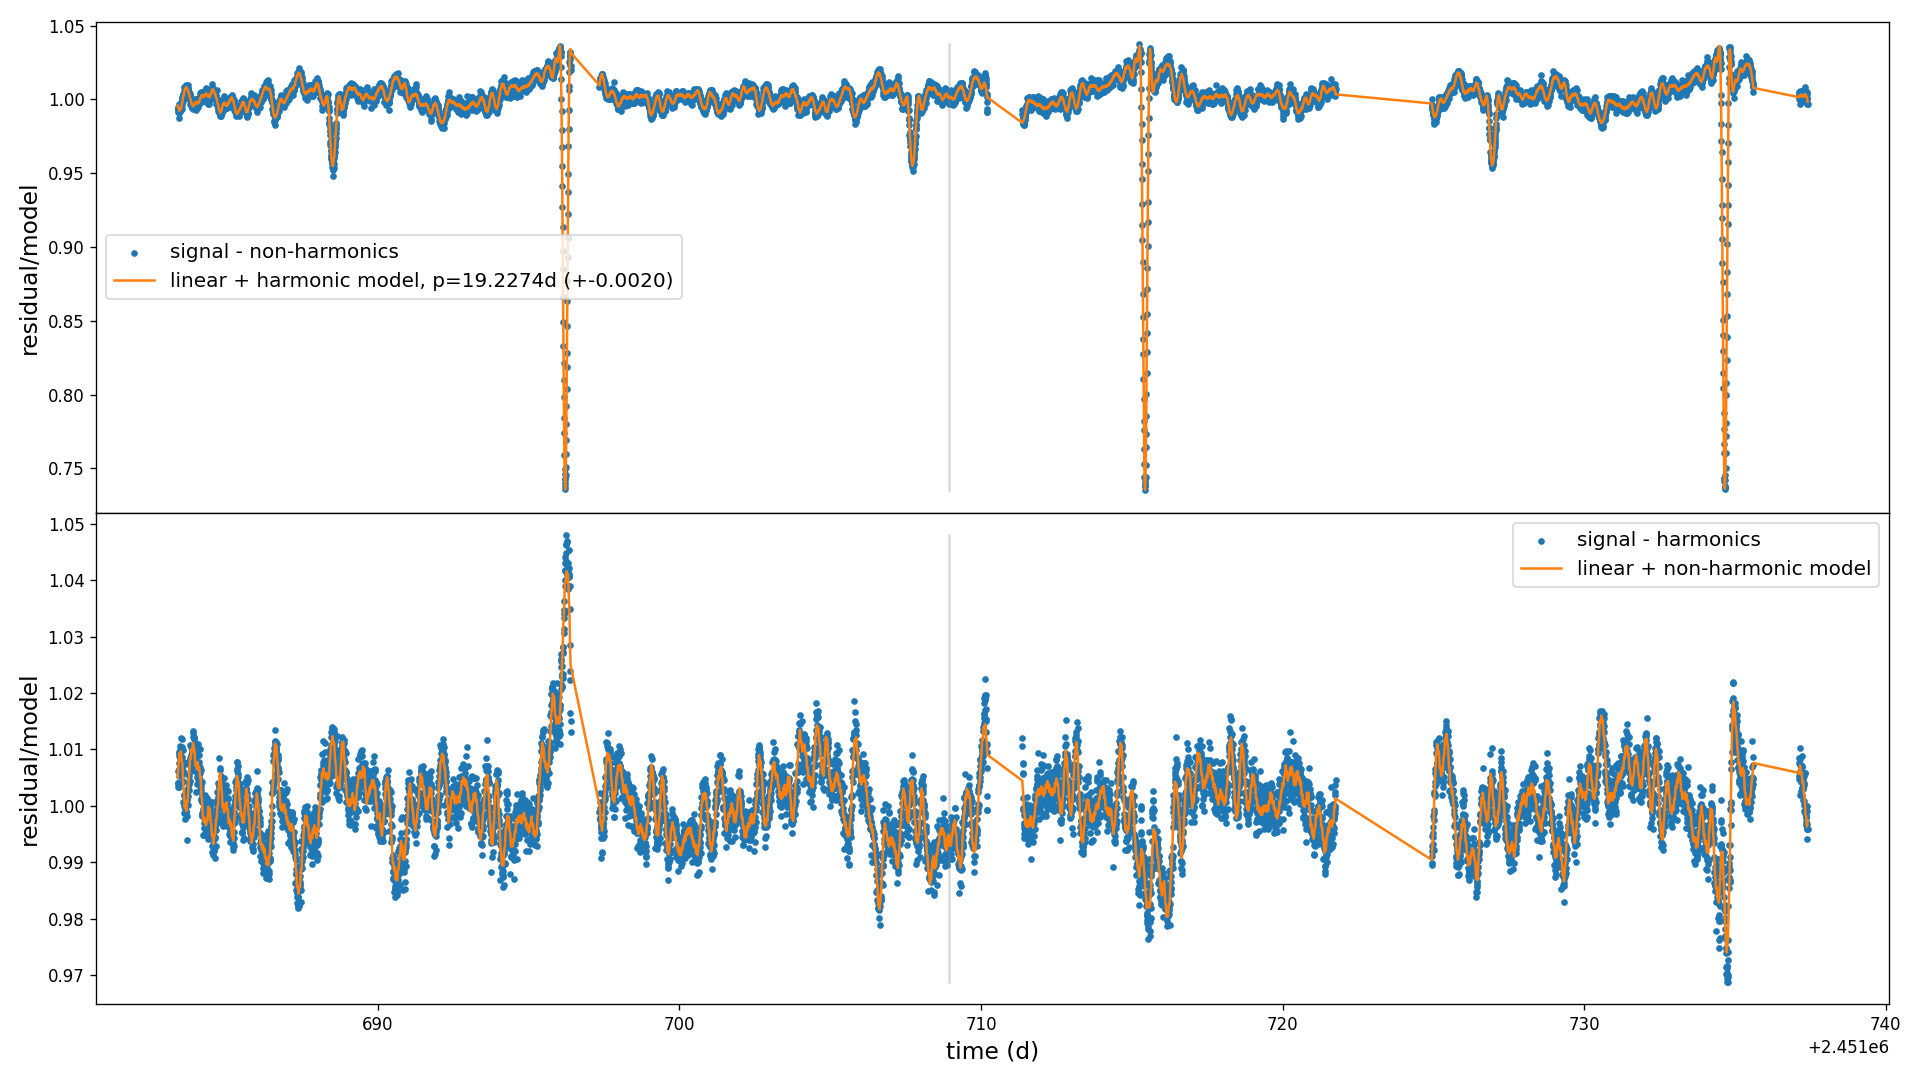 1.05
1.00
0.95
0.90
0.85
0.80
0.75
residual/model
signal - non-harmonics
linear + harmonic model, p=19.2274d (+-0.0020)
1.05
1.04
1.03
1.02
1.01
1.00
0.99
0.98
0.97
residual/model
signal - harmonics
linear + non-harmonic model
690
700
710
720
730
740
time (d)
+2.451e6